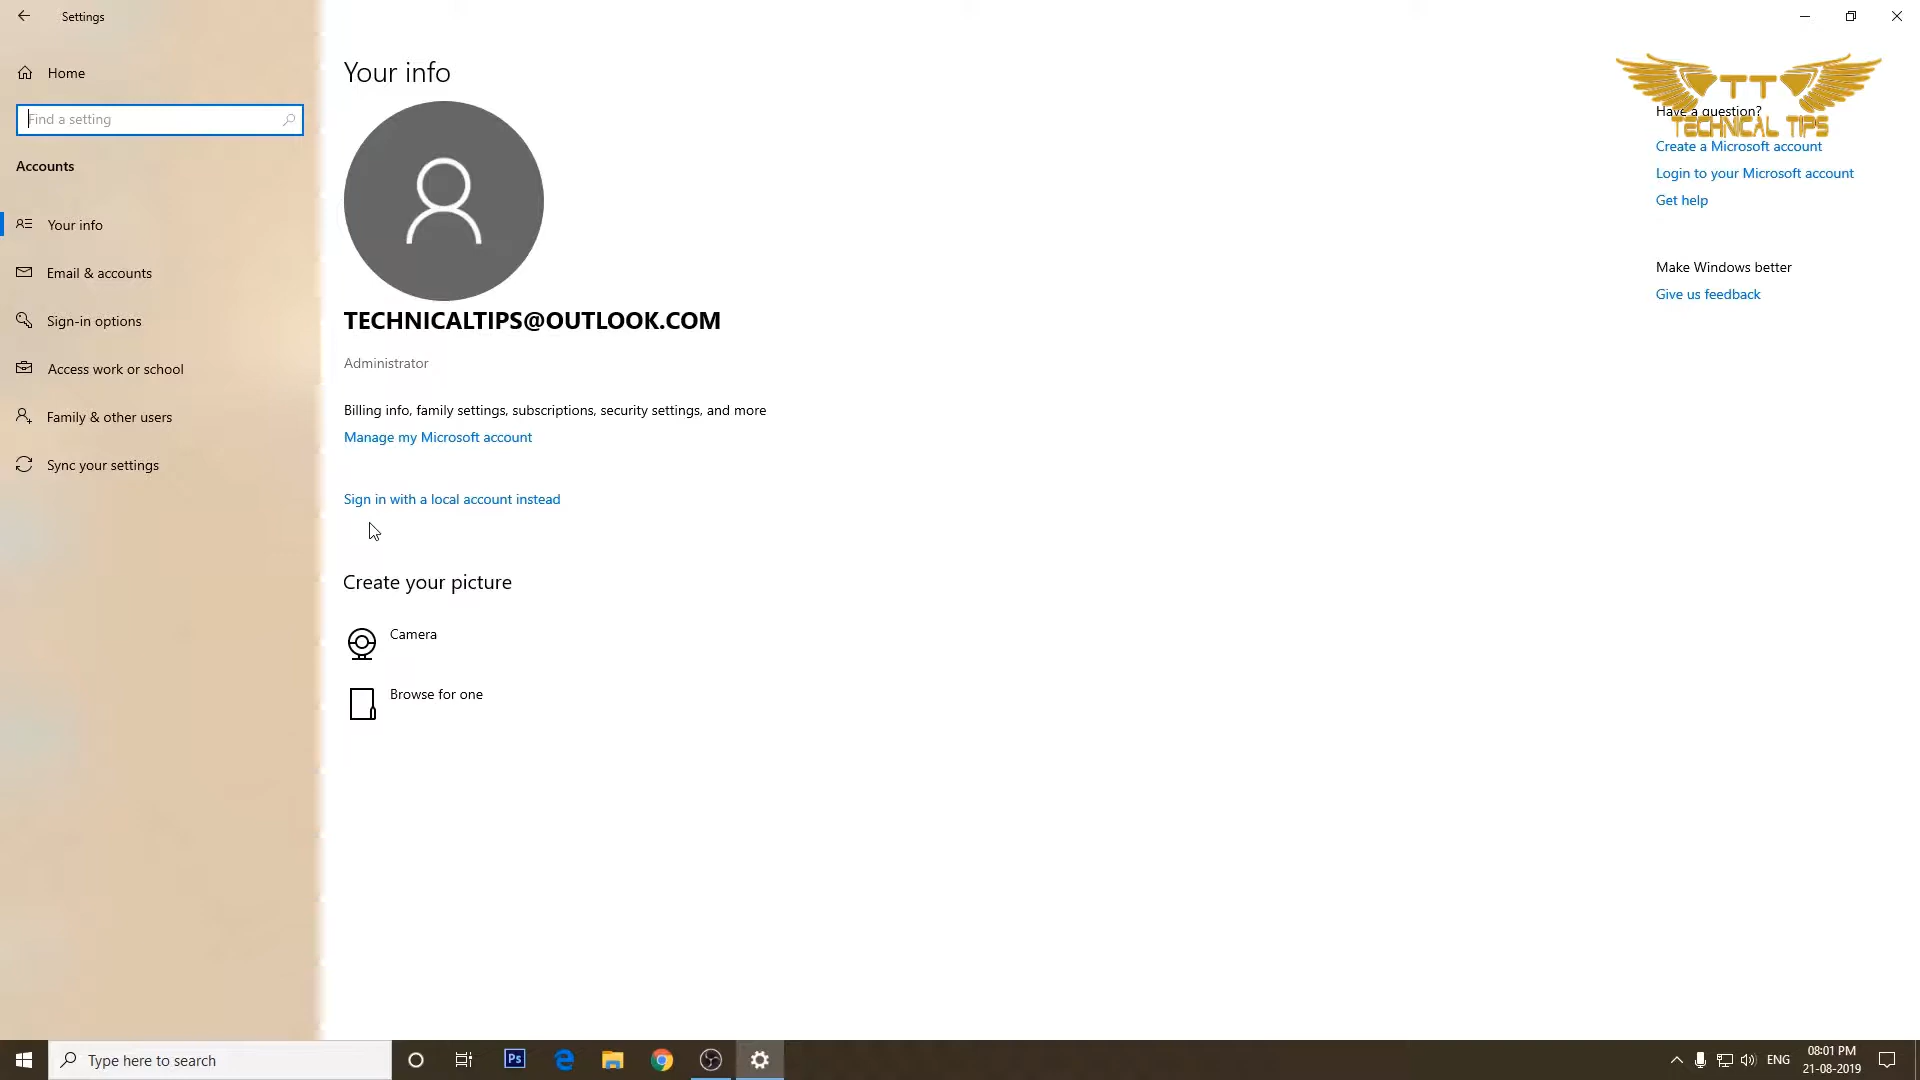 Settings
Home
Find a setting
Accounts
Your info
Email & accounts
Sign-in options
Access work or school
Family & other users
Sync your settings
Your info
TECHNICALTIPS@OUTLOOK.COM
Administrator
Billing info, family settings, subscriptions, security settings, and more
Manage my Microsoft account
Sign in with a local account instead
Create your picture
Camera
Browse for one
TT
Have a question?
TECHNICAL TIPS
Create a Microsoft account
Login to your Microsoft account
Get help
Make Windows better
Give us feedback
Type here to search
Ps
ENG
08:01 PM
21-08-2019